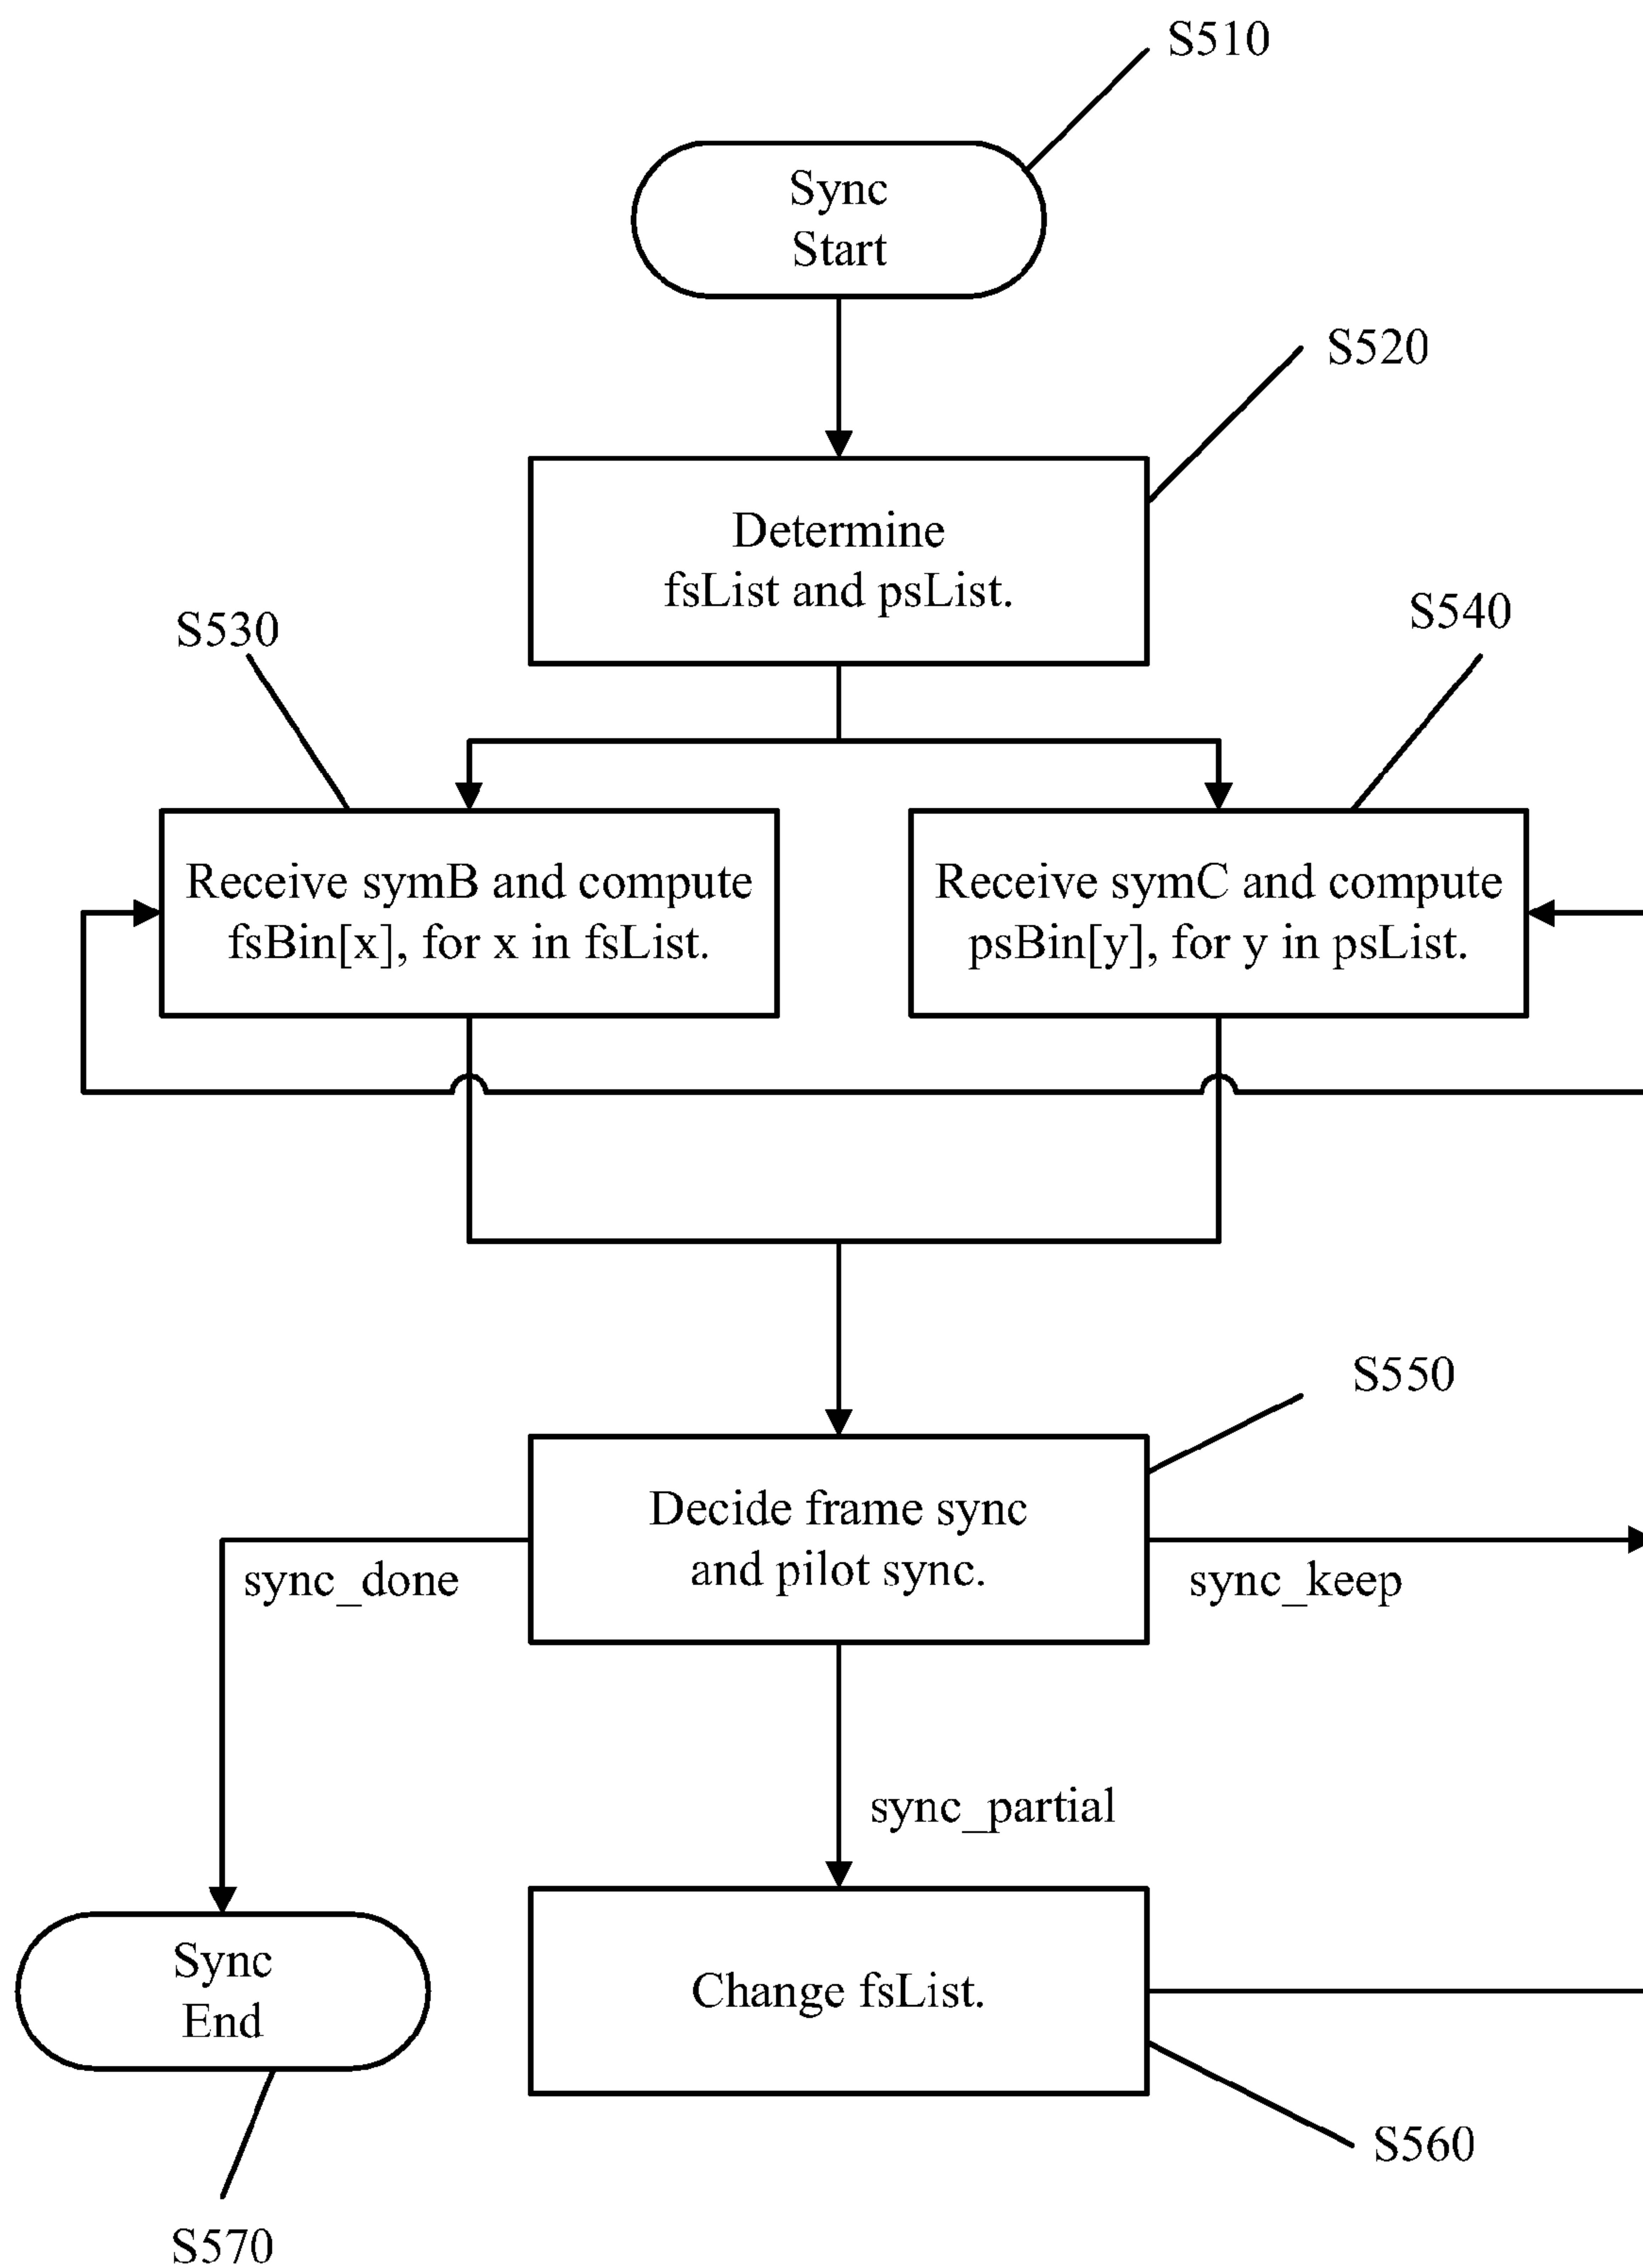 S510
Sync
Start
S520
Determine
fsList and psList.
S530
S540
Receive symB and compute
fsBin[x], for x in fsList.
Receive symC and compute
psBin[y], for y in psList.
S550
Decide frame sync
and pilot sync.
sync_done
sync_keep
sync_partial
Sync
End
Change fsList.
S560
S570